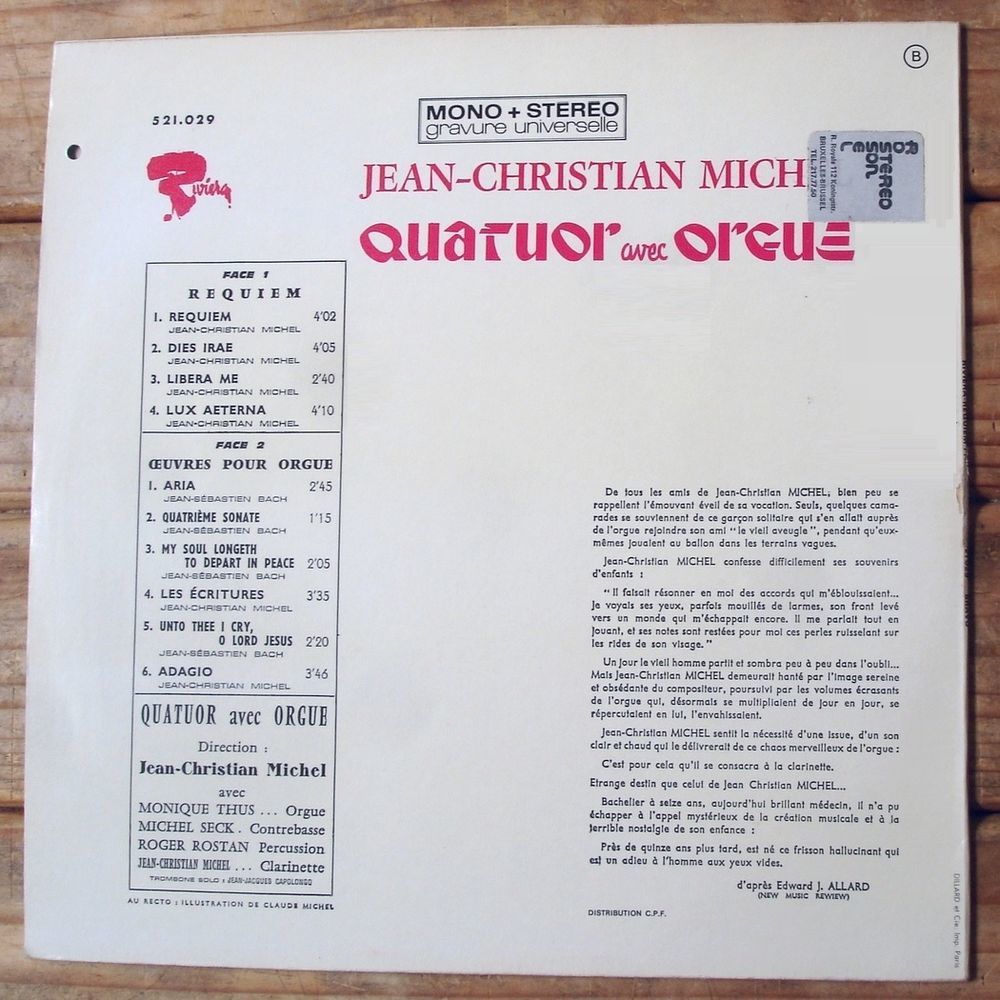 B
521.029
MONO + STEREO
gravure universelle
Riviera
JEAN-CHRISTIAN MICH
QUATUOR avec ORGUE
OR
STEREO
SON
LE
R. Royale 112 Koningstr.
BRUXELLES-BRUSSEL
TEL. 217.77.50
FACE 1
REQUIEM
1. REQUIEM 4'02
JEAN-CHRISTIAN MICHEL
2. DIES IRAE 4'05
JEAN-CHRISTIAN MICHEL
3. LIBERA ME 2'40
JEAN-CHRISTIAN MICHEL
4. LUX AETERNA 4'10
JEAN-CHRISTIAN MICHEL
FACE 2
ŒUVRES POUR ORGUE
1. ARIA 2'45
JEAN-SÉBASTIEN BACH
2. QUATRIÈME SONATE 1'15
JEAN-SÉBASTIEN BACH
3. MY SOUL LONGETH
TO DEPART IN PEACE 2'05
JEAN-SÉBASTIEN BACH
4. LES ÉCRITURES 3'35
JEAN-CHRISTIAN MICHEL
5. UNTO THEE I CRY,
O LORD JESUS 2'20
JEAN-SÉBASTIEN BACH
6. ADAGIO 3'46
JEAN-CHRISTIAN MICHEL
QUATUOR avec ORGUE
Direction :
Jean-Christian Michel
avec
MONIQUE THUS ... Orgue
MICHEL SECK . Contrebasse
ROGER ROSTAN Percussion
JEAN-CHRISTIAN MICHEL ... Clarinette
TROMBONE SOLO : JEAN-JACQUES CAPOLONGO
AU RECTO : ILLUSTRATION DE CLAUDE MICHEL
De tous les amis de Jean-Christian MICHEL, bien peu se
rappellent l'émouvant éveil de sa vocation. Seuls, quelques cama-
rades se souviennent de ce garçon solitaire qui s'en allait auprès
de l'orgue rejoindre son ami "le vieil aveugle", pendant qu'eux-
mêmes jouaient au ballon dans les terrains vagues.
Jean-Christian MICHEL confesse difficilement ses souvenirs
d'enfants :
"Il faisait résonner en moi des accords qui m'éblouissaient...
Je voyais ses yeux, parfois mouillés de larmes, son front levé
vers un monde qui m'échappait encore. Il me parlait tout en
jouant, et ses notes sont restées pour moi ces perles ruisselant sur
les rides de son visage."
Un jour le vieil homme partit et sombra peu à peu dans l'oubli...
Mais Jean-Christian MICHEL demeurait hanté par l'image sereine
et obsédante du compositeur, poursuivi par les volumes écrasants
de l'orgue qui, désormais se multipliaient de jour en jour, se
répercutaient en lui, l'envahissaient.
Jean-Christian MICHEL sentit la nécessité d'une issue, d'un son
clair et chaud qui le délivrerait de ce chaos merveilleux de l'orgue :
C'est pour cela qu'il se consacra à la clarinette.
Etrange destin que celui de Jean Christian MICHEL...
Bachelier à seize ans, aujourd'hui brillant médecin, il n'a pu
échapper à l'appel mystérieux de la création musicale et à la
terrible nostalgie de son enfance :
Près de quinze ans plus tard, est né ce frisson hallucinant qui
est un adieu à l'homme aux yeux vides.
d'après Edward J. ALLARD
(NEW MUSIC REWIEW)
DISTRIBUTION C.P.F.
DILLARD et Cie. Imp. Paris